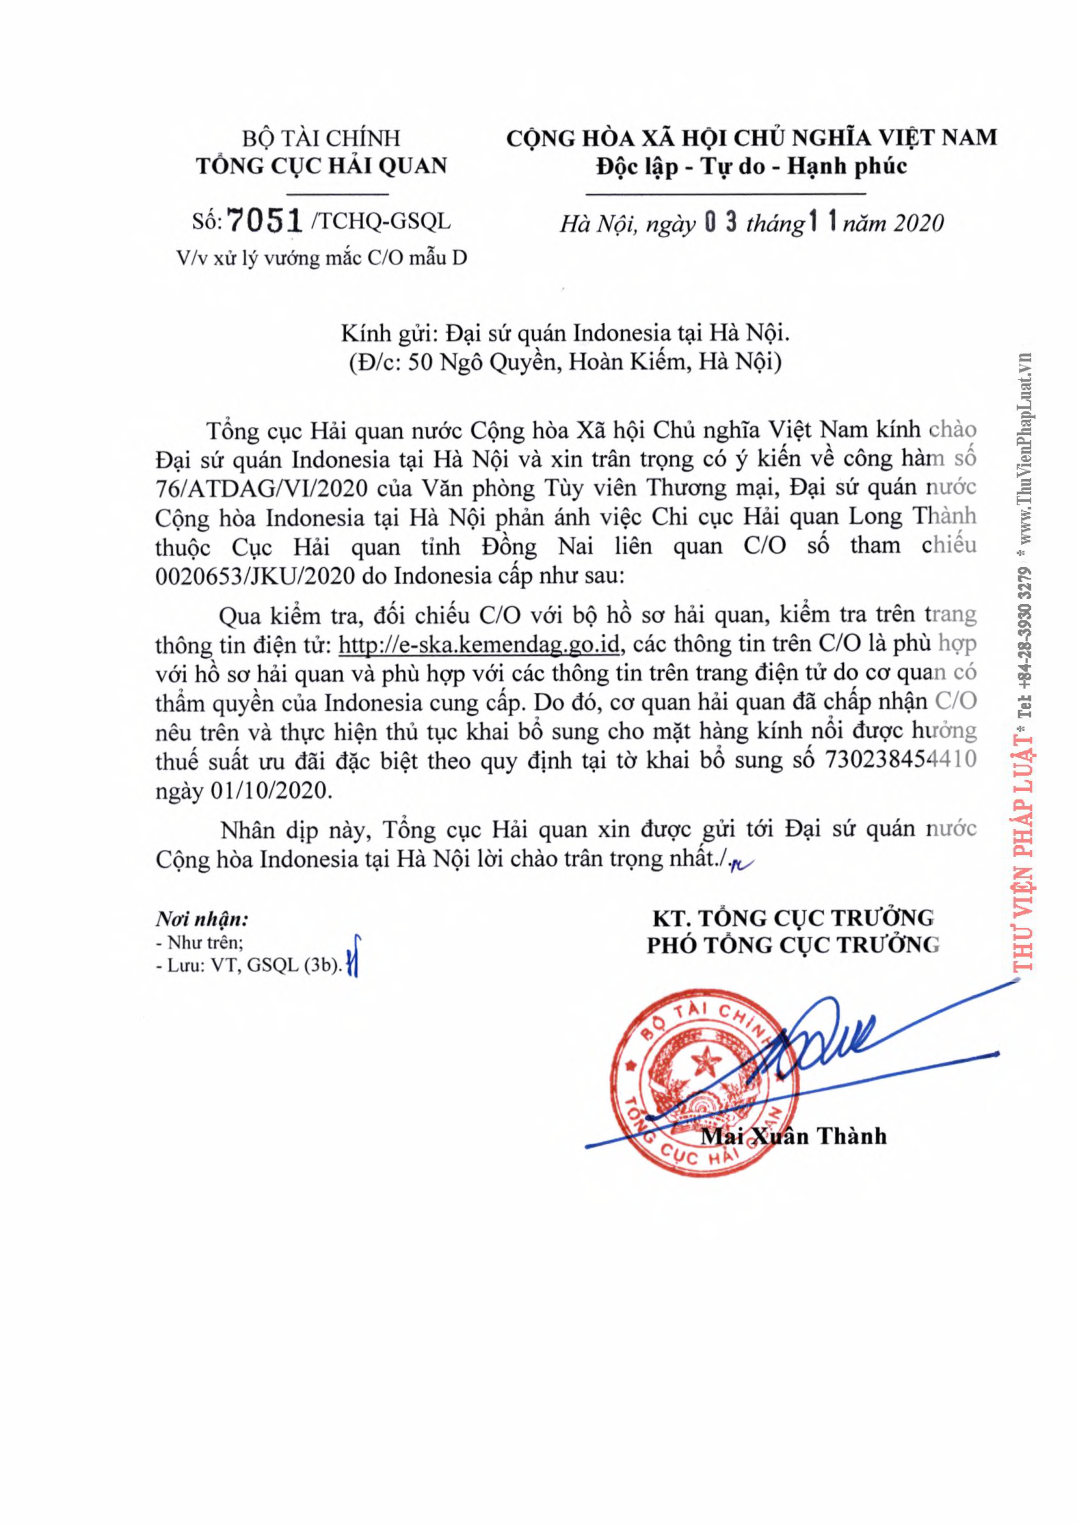 BỘ TÀI CHÍNH
TỔNG CỤC HẢI QUAN
Số: 7051 /TCHQ-GSQL
V/v xử lý vướng mắc C/O mẫu D
CỘNG HÒA XÃ HỘI CHỦ NGHĨA VIỆT NAM
Độc lập - Tự do - Hạnh phúc
Hà Nội, ngày 03 tháng 11 năm 2020
Kính gửi: Đại sứ quán Indonesia tại Hà Nội.
(Đ/c: 50 Ngô Quyền, Hoàn Kiếm, Hà Nội)
Tổng cục Hải quan nước Cộng hòa Xã hội Chủ nghĩa Việt Nam kính chào
Đại sứ quán Indonesia tại Hà Nội và xin trân trọng có ý kiến về công hàm số
76/ATDAG/VI/2020 của Văn phòng Tùy viên Thương mại, Đại sứ quán nước
Cộng hòa Indonesia tại Hà Nội phản ánh việc Chi cục Hải quan Long Thành
thuộc Cục Hải quan tỉnh Đồng Nai liên quan C/O số tham chiếu
0020653/JKU/2020 do Indonesia cấp như sau:
Qua kiểm tra, đối chiếu C/O với bộ hồ sơ hải quan, kiểm tra trên trang
thông tin điện tử: http://e-ska.kemendag.go.id, các thông tin trên C/O là phù hợp
với hồ sơ hải quan và phù hợp với các thông tin trên trang điện tử do cơ quan có
thẩm quyền của Indonesia cung cấp. Do đó, cơ quan hải quan đã chấp nhận C/O
nêu trên và thực hiện thủ tục khai bổ sung cho mặt hàng kính nổi được hưởng
thuế suất ưu đãi đặc biệt theo quy định tại tờ khai bổ sung số 730238454410
ngày 01/10/2020.
Nhân dịp này, Tổng cục Hải quan xin được gửi tới Đại sứ quán nước
Cộng hòa Indonesia tại Hà Nội lời chào trân trọng nhất./.
Nơi nhận:
- Như trên;
- Lưu: VT, GSQL (3b).
KT. TỔNG CỤC TRƯỞNG
PHÓ TỔNG CỤC TRƯỞNG
BỘ TÀI CHÍNH
TỔNG CỤC HẢI QUAN
Mai Xuân Thành
THƯ VIỆN PHÁP LUẬT * Tel: +84-28-3930 3279 * www.ThuVienPhapLuat.vn